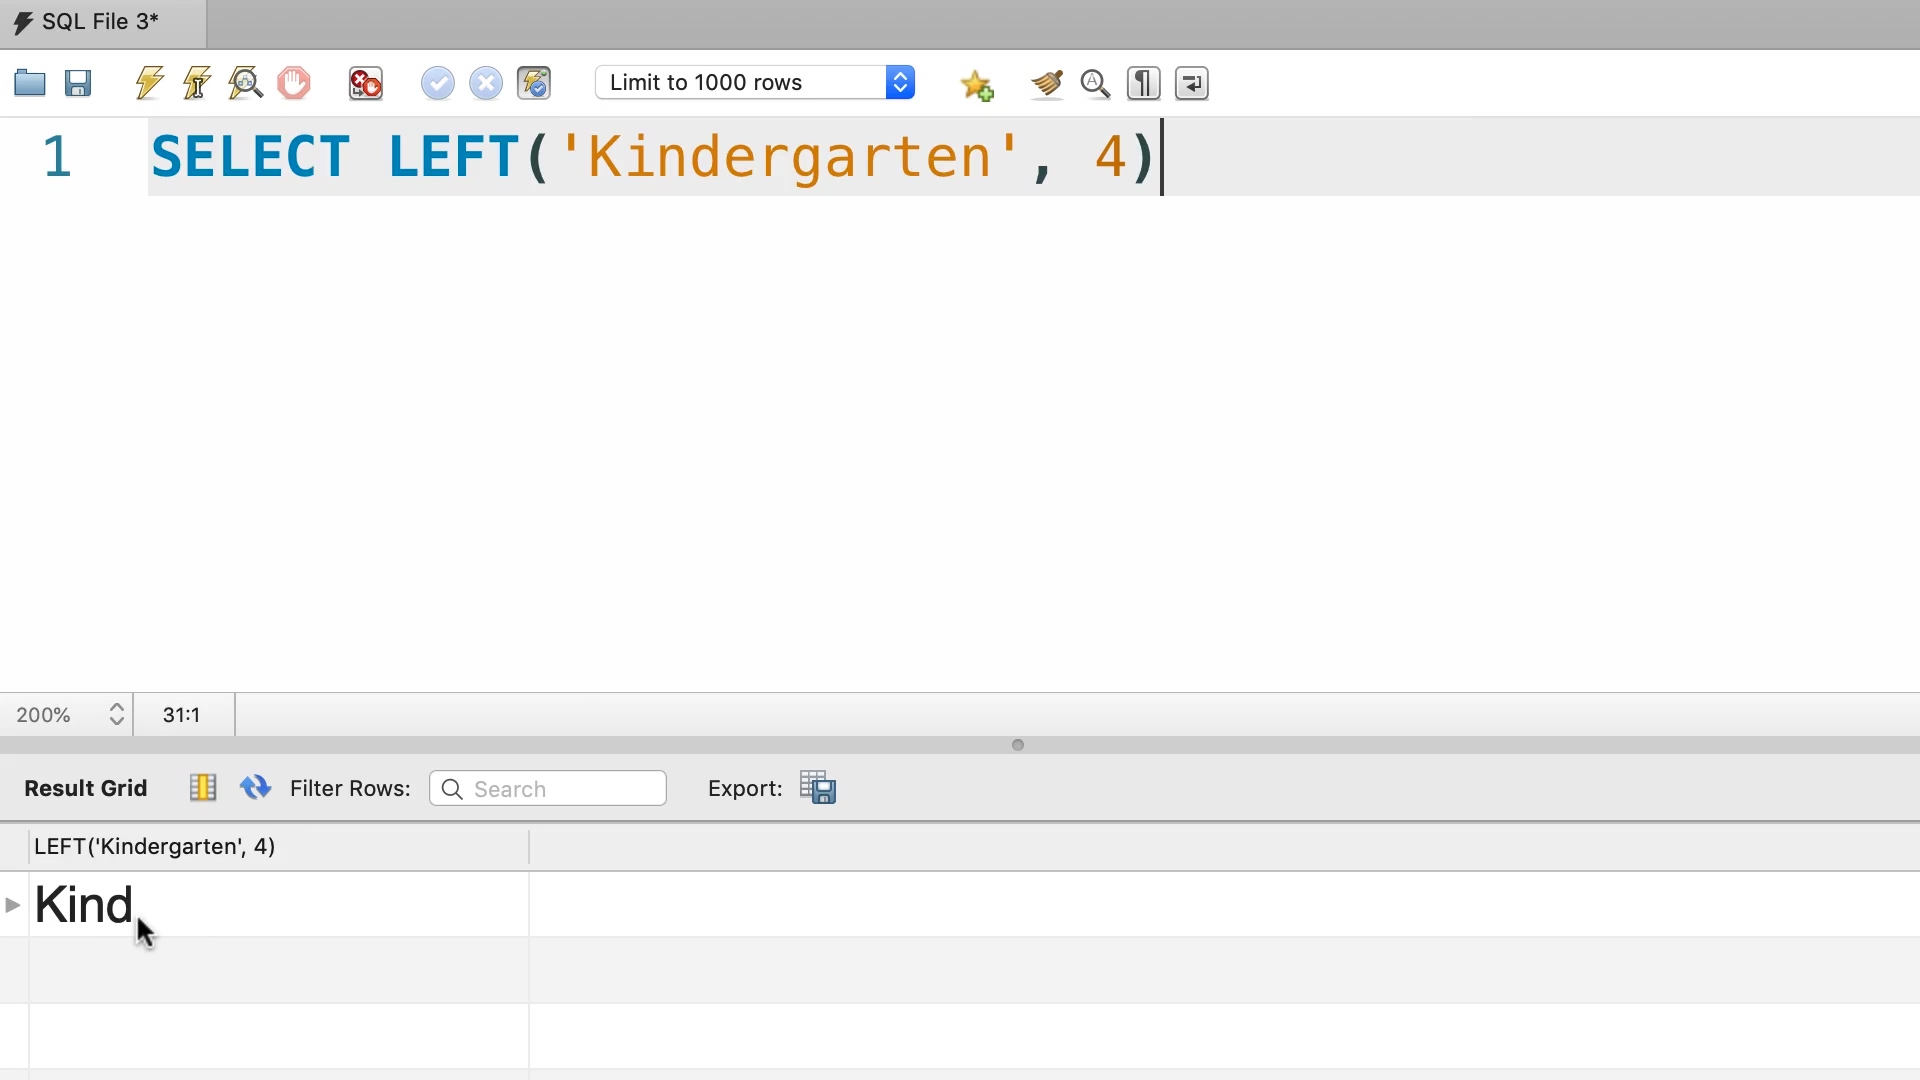 SQL File 3*
Limit to 1000 rows
1 SELECT LEFT('Kindergarten', 4)
200% 31:1
Result Grid Filter Rows: Search Export:
LEFT('Kindergarten', 4)
Kind